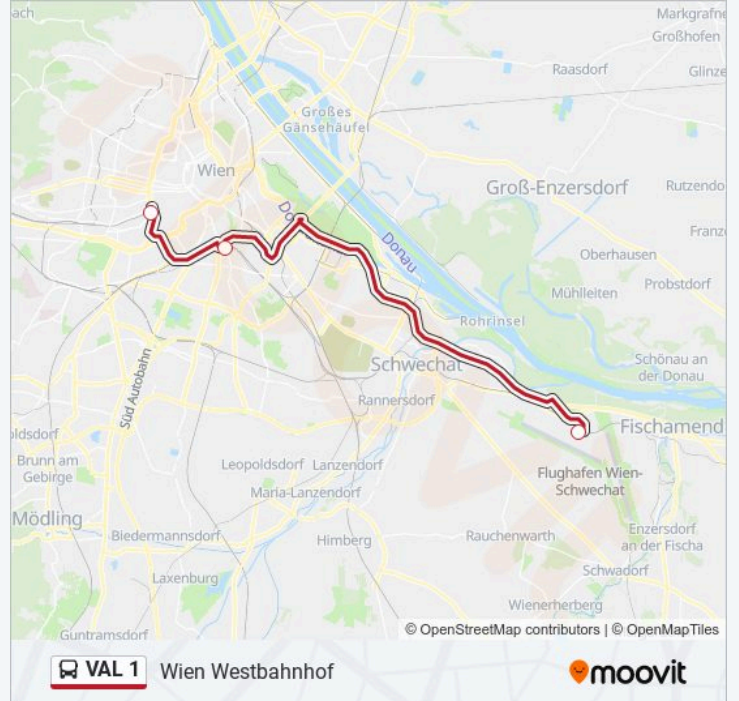 ach
Markgrafne
Großhofen
Raasdorf
Glinze
Großes
Gänsehäufel
Wien
Groß-Enzersdorf
Rutzendo
Do
Donau
Franz
Oberhausen
Probstdorf
Mühlleiten
Rohrinsel
Schönau an
der Donau
Schwechat
Süd Autobahn
Rannersdorf
Fischamend
oldsdorf
Brunn am
Gebirge
Leopoldsdorf
Lanzendorf
Flughafen Wien-
Schwechat
Maria-Lanzendorf
Mödling
Biedermannsdorf
Himberg
Rauchenwarth
Enzersdorf
an der Fischa
Laxenburg
Schwadorf
Wienerherberg
Guntramsdorf
© OpenStreetMap contributors | © OpenMapTiles
VAL 1 Wien Westbahnhof
moovit